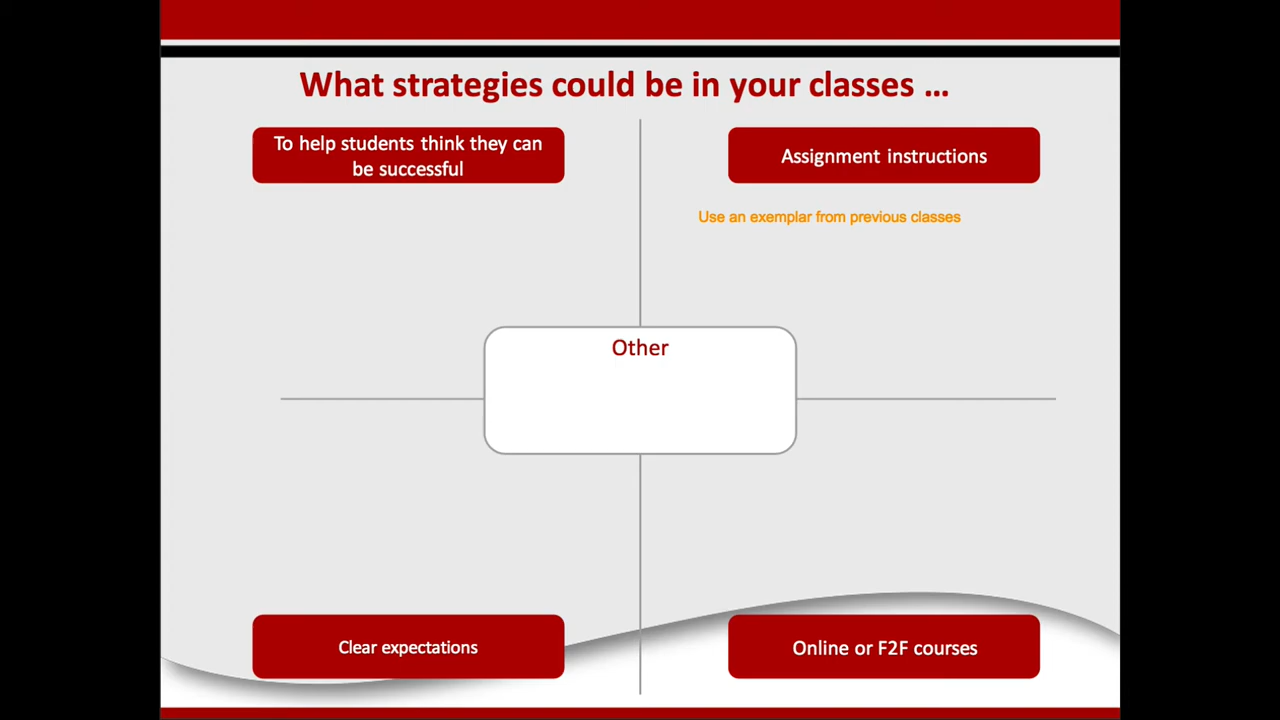 What strategies could be in your classes …
To help students think they can
be successful
Assignment instructions
Use an exemplar from previous classes
Other
Clear expectations
Online or F2F courses